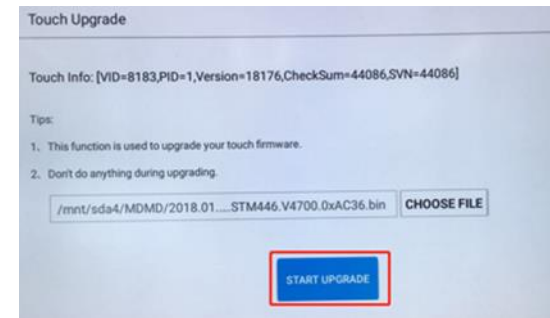 Touch Upgrade
Touch Info: [VID=8183,PID=1,Version=18176,CheckSum=44086,SVN=44086]
Tips:
1. This function is used to upgrade your touch firmware.
2. Don't do anything during upgrading.
/mnt/sda4/MDMD/2018.01....STM446.V4700.0xAC36.bin CHOOSE FILE
START UPGRADE